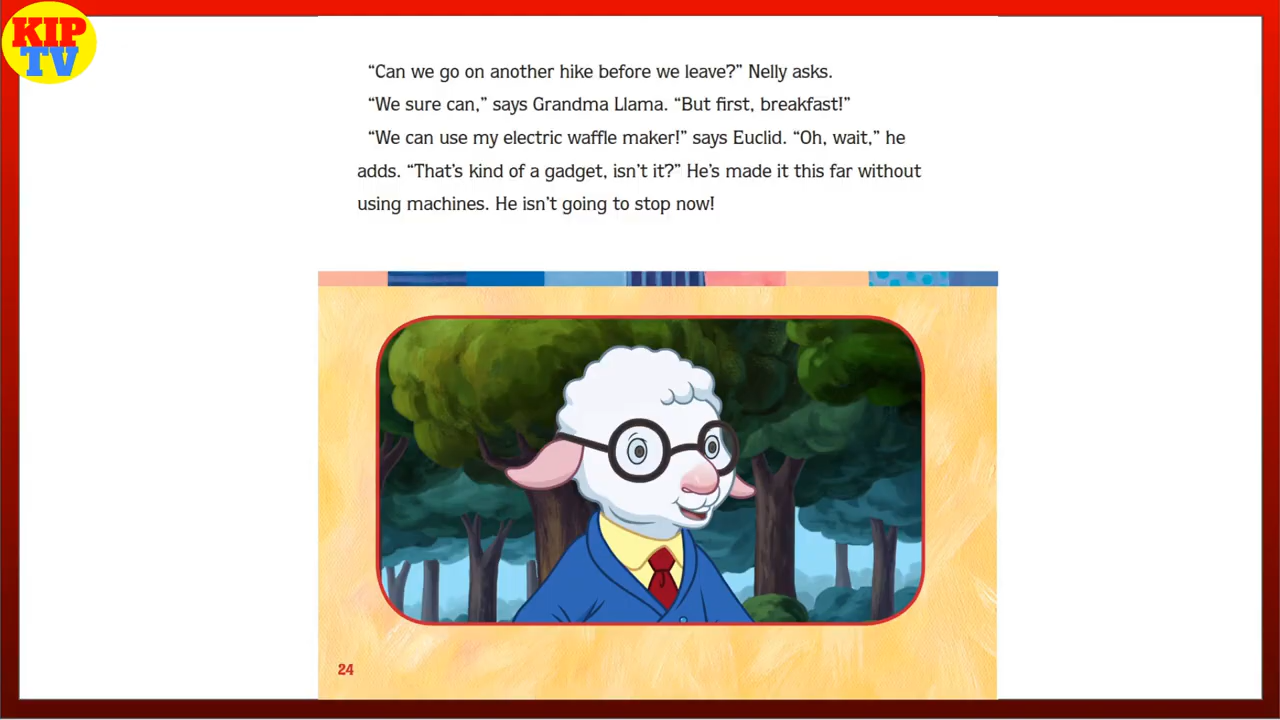 KIP
TV
“Can we go on another hike before we leave?” Nelly asks.
“We sure can,” says Grandma Llama. “But first, breakfast!”
“We can use my electric waffle maker!” says Euclid. “Oh, wait,” he
adds. “That’s kind of a gadget, isn’t it?” He’s made it this far without
using machines. He isn’t going to stop now!
24